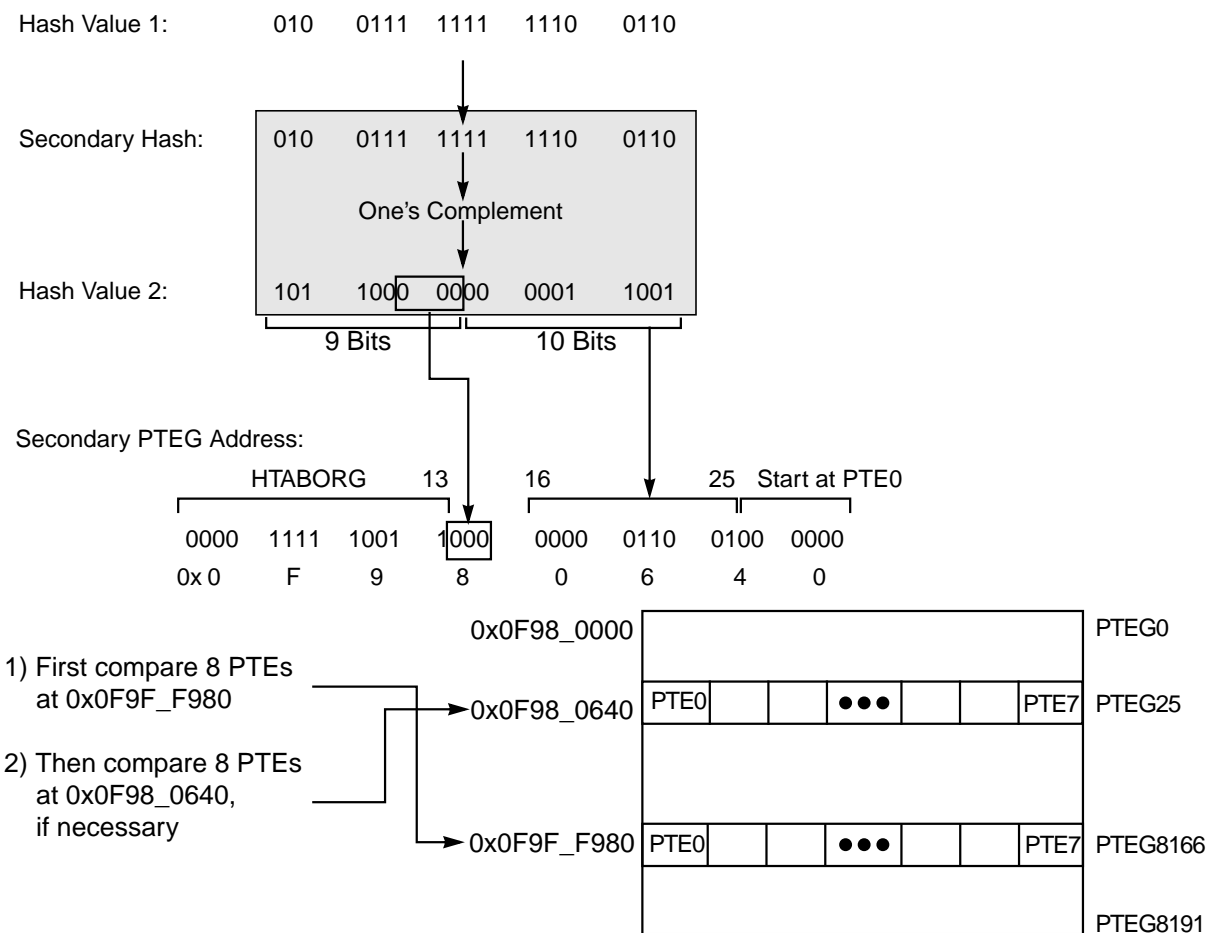 Hash Value 1: 010 0111 1111 1110 0110
Secondary Hash: 010 0111 1111 1110 0110
One's Complement
Hash Value 2: 101 1000 0000 0001 1001
9 Bits 10 Bits
Secondary PTEG Address:
HTABORG 13 16 25 Start at PTE0
0000 1111 1001 1000 0000 0110 0100 0000
0x 0 F 9 8 0 6 4 0
0x0F98_0000 PTEG0
1) First compare 8 PTEs
at 0x0F9F_F980
0x0F98_0640 PTE0 ••• PTE7 PTEG25
2) Then compare 8 PTEs
at 0x0F98_0640,
if necessary
0x0F9F_F980 PTE0 ••• PTE7 PTEG8166
PTEG8191